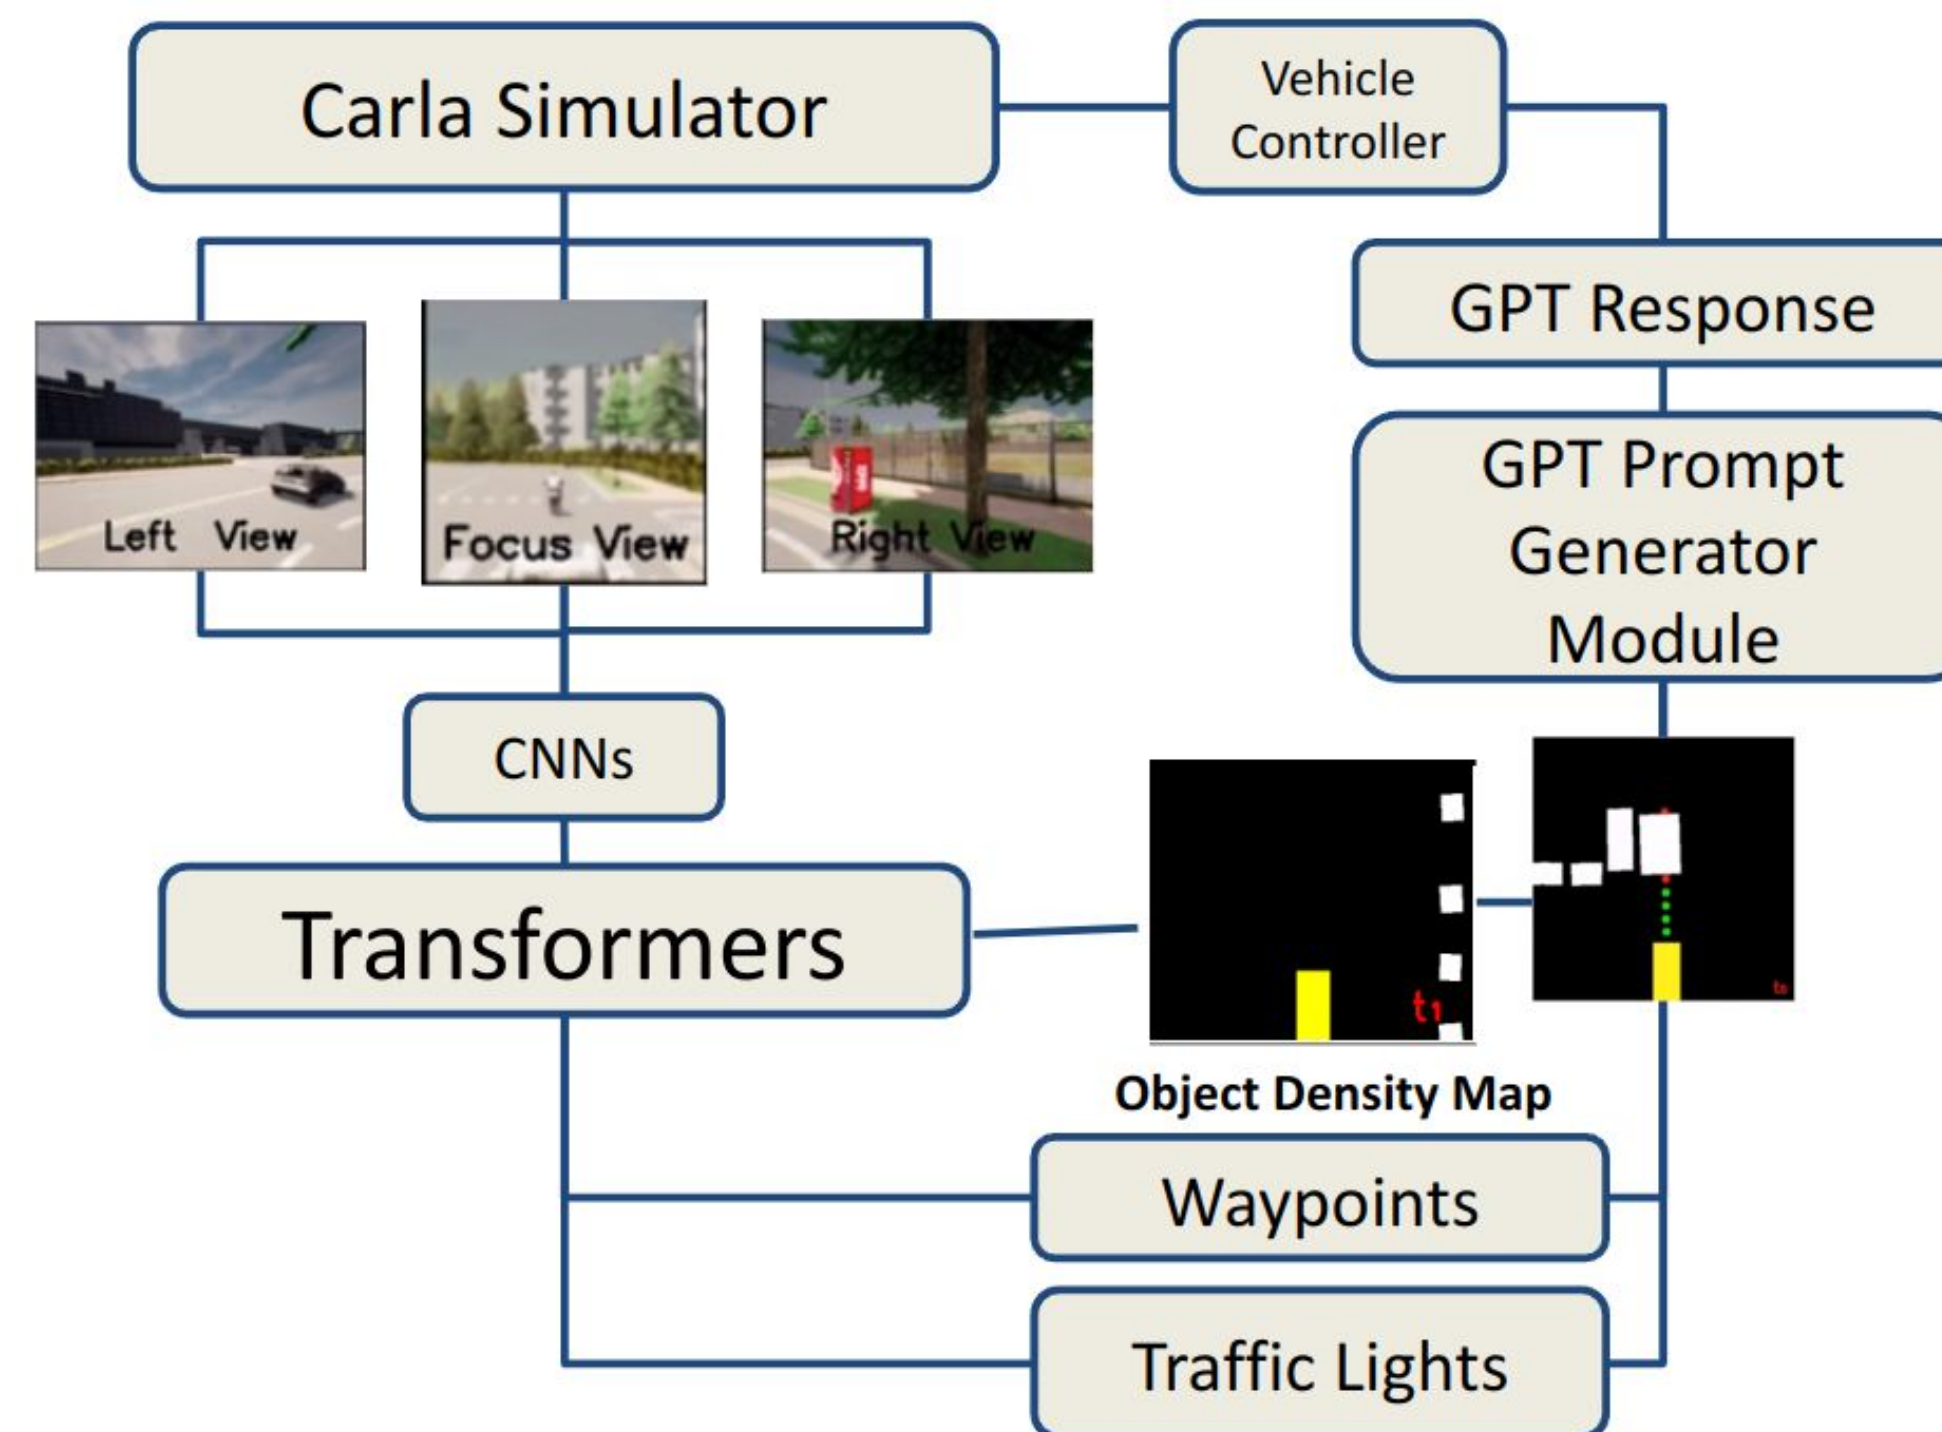 Carla Simulator
Vehicle
Controller
GPT Response
Left View
Focus View
Right View
GPT Prompt
Generator
Module
CNNs
Transformers
t1
Object Density Map
Waypoints
Traffic Lights